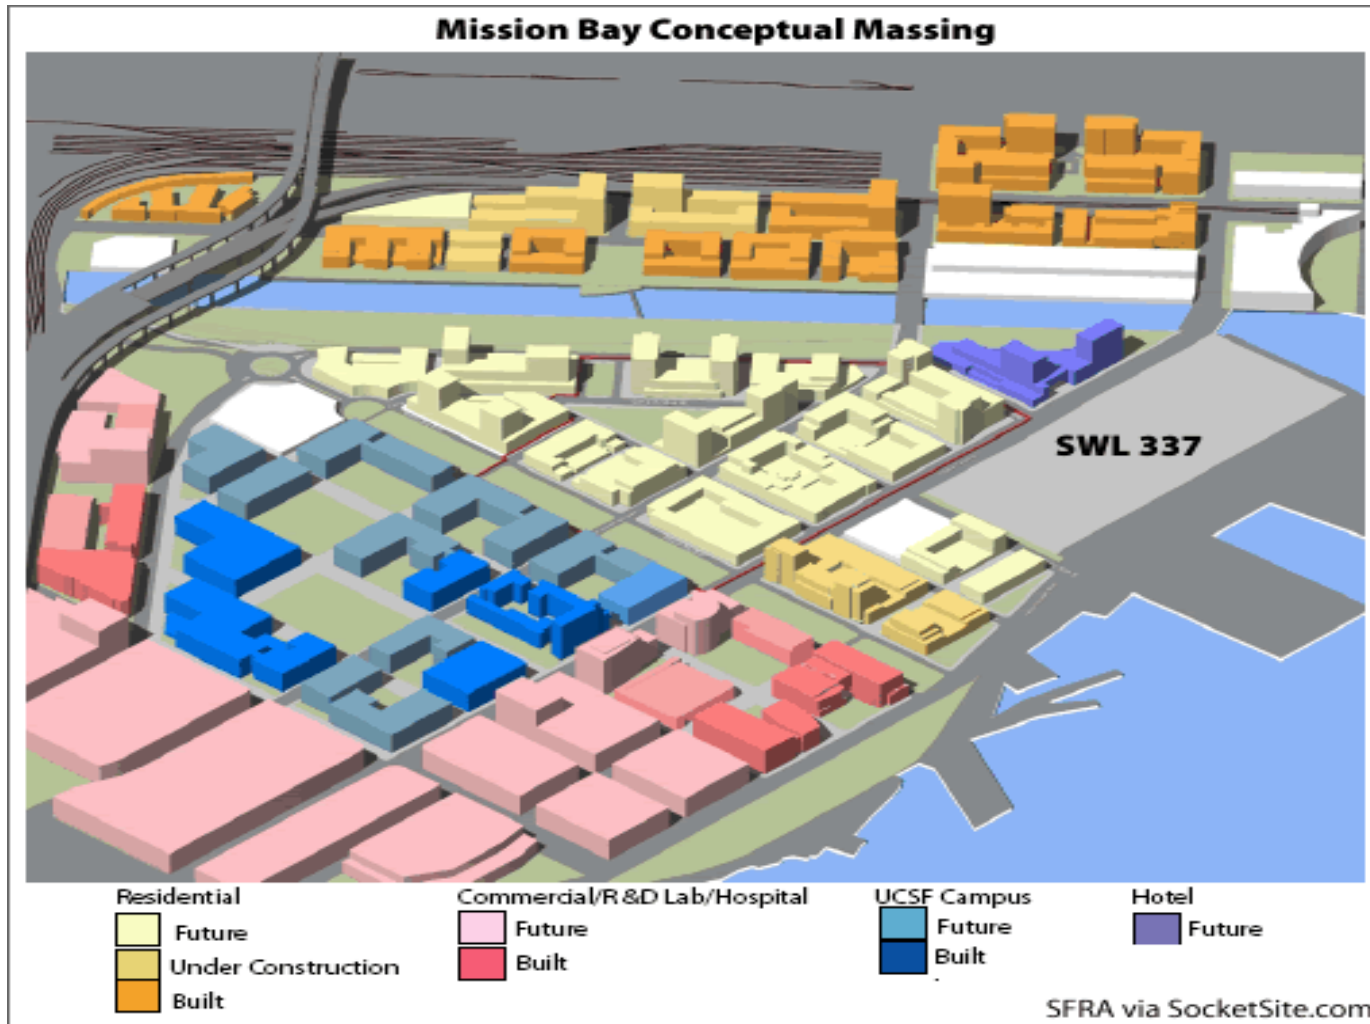 Mission Bay Conceptual Massing
SWL 337
Residential
Future
Under Construction
Built
Commercial/R&D Lab/Hospital
Future
Built
UCSF Campus
Future
Built
Hotel
Future
SFRA via SocketSite.com